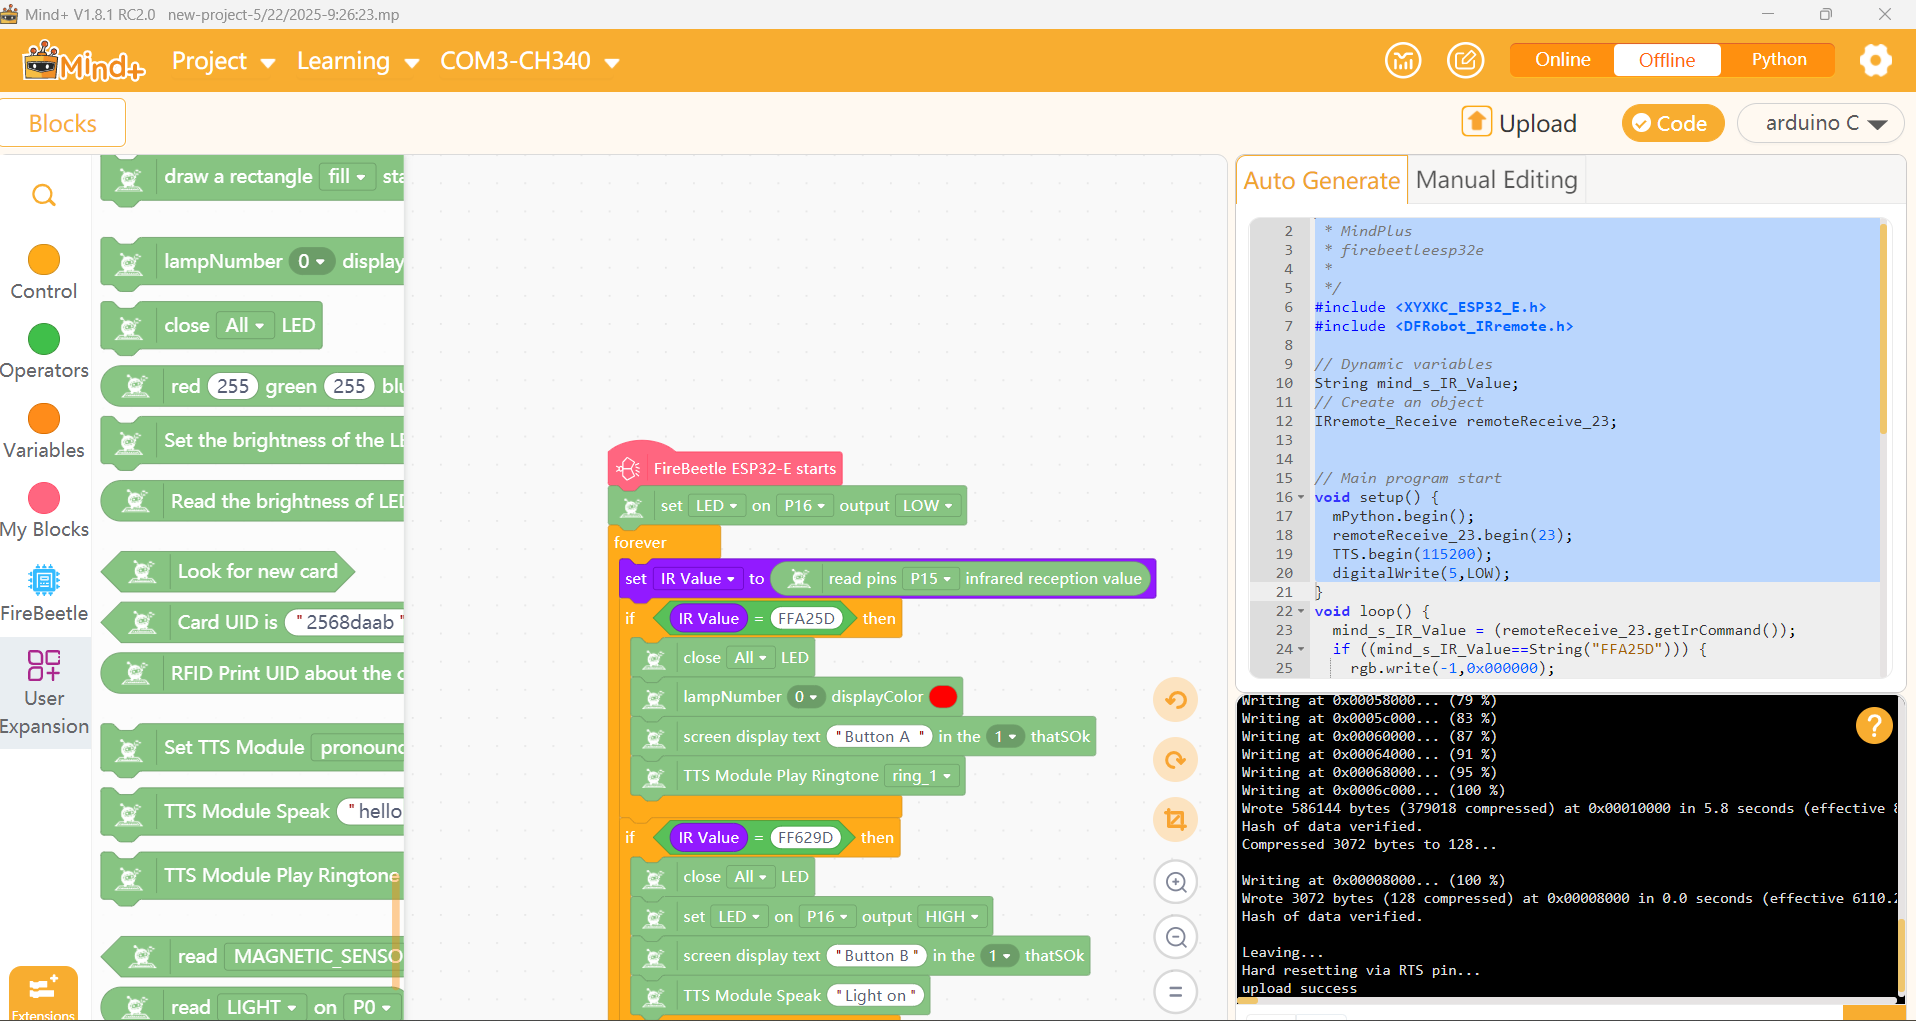 Mind+ V1.8.1 RC2.0 new-project-5/22/2025-9:26:23.mp
Mind+ Project Learning COM3-CH340 Online Offline Python
Blocks
Upload Code arduino C
Control
Operators
Variables
My Blocks
FireBeetle
User
Expansion
Extensions
draw a rectangle fill
lampNumber 0 display
close All LED
red 255 green 255
Set the brightness of the
Read the brightness of LED
Look for new card
Card UID is "2568daab"
RFID Print UID about the
Set TTS Module
TTS Module Speak "hello
TTS Module Play Ringtone
read MAGNETIC_SENSO
read LIGHT on P0
FireBeetle ESP32-E starts
set LED on P16 output LOW
forever
set IR Value to read pins P15 infrared reception value
if IR Value = FFA25D then
close All LED
lampNumber 0 displayColor
screen display text "Button A " in the 1 thatSOk
TTS Module Play Ringtone ring_1
if IR Value = FF629D then
close All LED
set LED on P16 output HIGH
screen display text "Button B" in the 1 thatSOk
TTS Module Speak "Light on"
Auto Generate Manual Editing
2 * MindPlus
3 * firebeetleesp32e
4 *
5 */
6 #include <XYXKC_ESP32_E.h>
7 #include <DFRobot_IRremote.h>
8
9 // Dynamic variables
10 String mind_s_IR_Value;
11 // Create an object
12 IRremote_Receive remoteReceive_23;
13
14
15 // Main program start
16 void setup() {
17 mPython.begin();
18 remoteReceive_23.begin(23);
19 TTS.begin(115200);
20 digitalWrite(5,LOW);
21 }
22 void loop() {
23 mind_s_IR_Value = (remoteReceive_23.getIrCommand());
24 if ((mind_s_IR_Value==String("FFA25D"))) {
25 rgb.write(-1,0x000000);
Writing at 0x00058000... (79 %)
Writing at 0x0005c000... (83 %)
Writing at 0x00060000... (87 %)
Writing at 0x00064000... (91 %)
Writing at 0x00068000... (95 %)
Writing at 0x0006c000... (100 %)
Wrote 586144 bytes (379018 compressed) at 0x00010000 in 5.8 seconds (effective
Hash of data verified.
Compressed 3072 bytes to 128...
Writing at 0x00008000... (100 %)
Wrote 3072 bytes (128 compressed) at 0x00008000 in 0.0 seconds (effective 6110.
Hash of data verified.
Leaving...
Hard resetting via RTS pin...
upload success
?